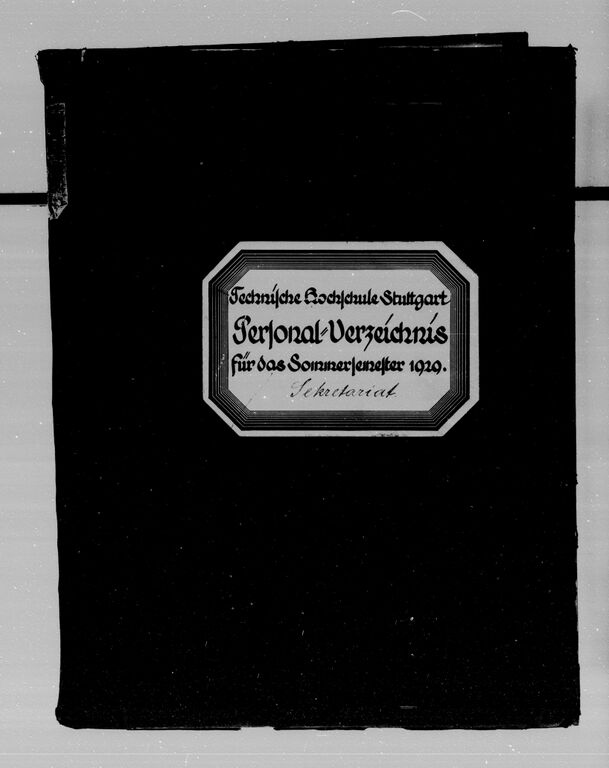 Technische Hochschule Stuttgart
Personal-Verzeichnis
für das Sommersemester 1929.
Sekretariat